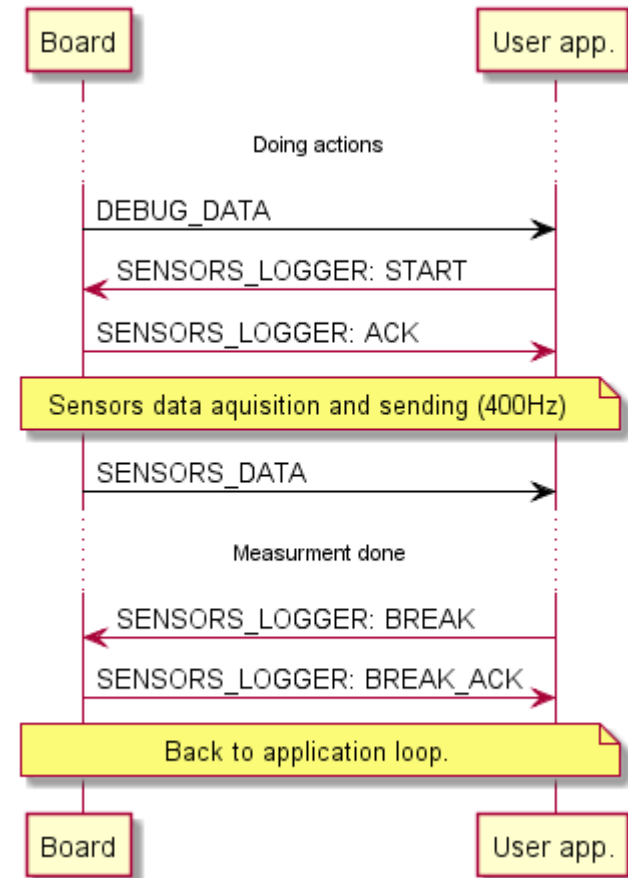 Board
User app.
Doing actions
DEBUG_DATA
SENSORS_LOGGER: START
SENSORS_LOGGER: ACK
Sensors data aquisition and sending (400Hz)
SENSORS_DATA
Measurment done
SENSORS_LOGGER: BREAK
SENSORS_LOGGER: BREAK_ACK
Back to application loop.
Board
User app.